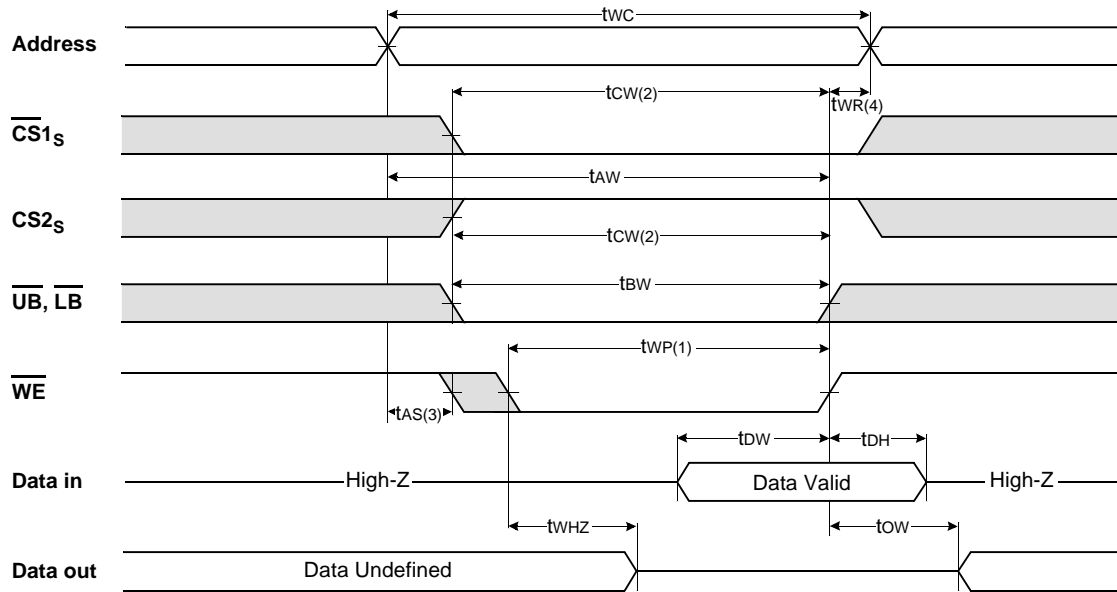 tWC
Address
tCW(2)
tWR(4)
CS1S
tAW
CS2S
tCW(2)
UB, LB
tBW
tWP(1)
WE
tAS(3)
tDW
tDH
Data in
High-Z
Data Valid
High-Z
tWHZ
tOW
Data out
Data Undefined